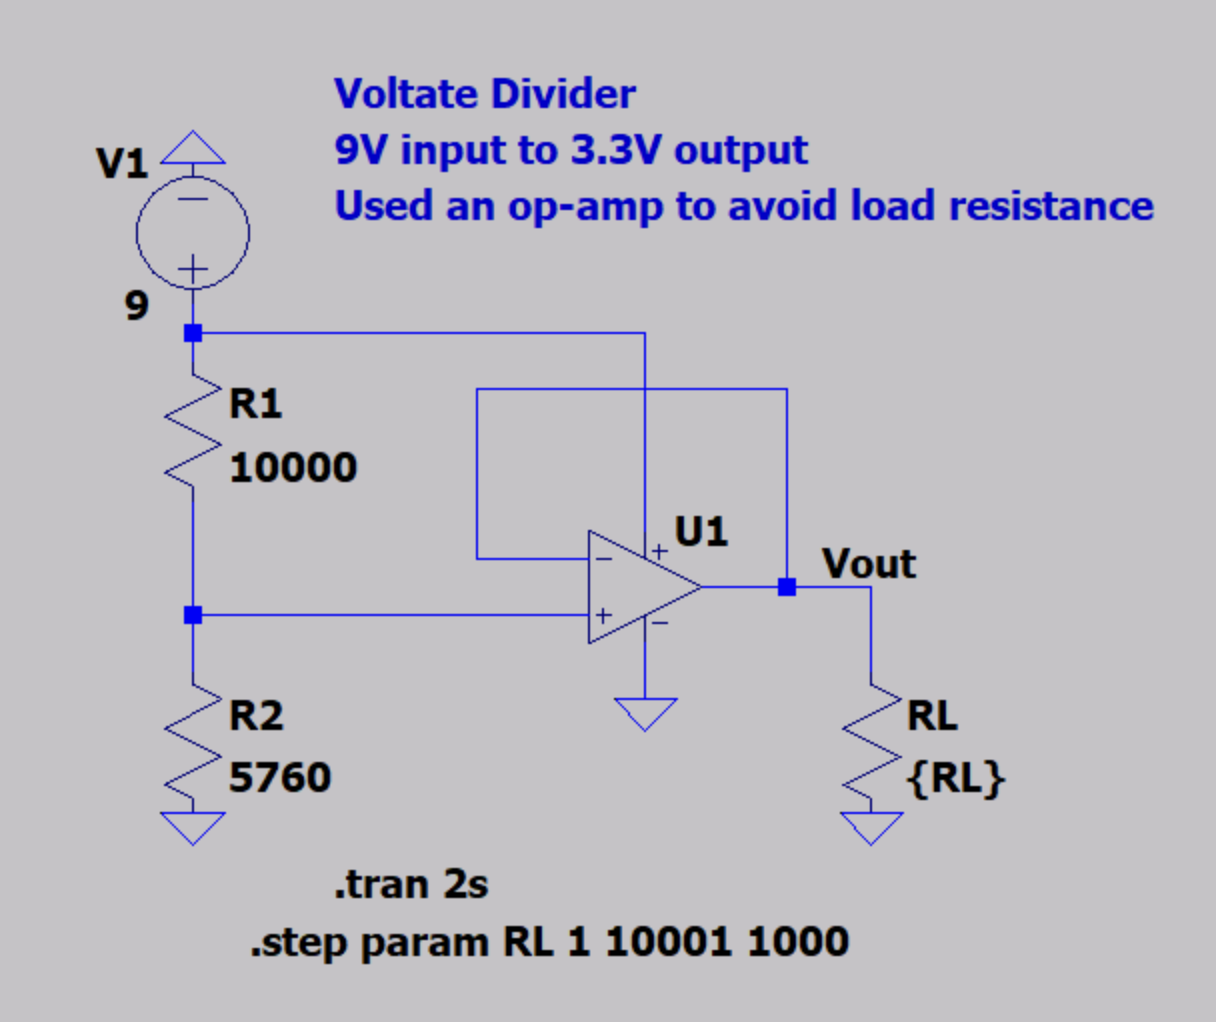 Voltate Divider
9V input to 3.3V output
Used an op-amp to avoid load resistance
V1
9
R1
10000
U1
Vout
R2
5760
RL
{RL}
.tran 2s
.step param RL 1 10001 1000